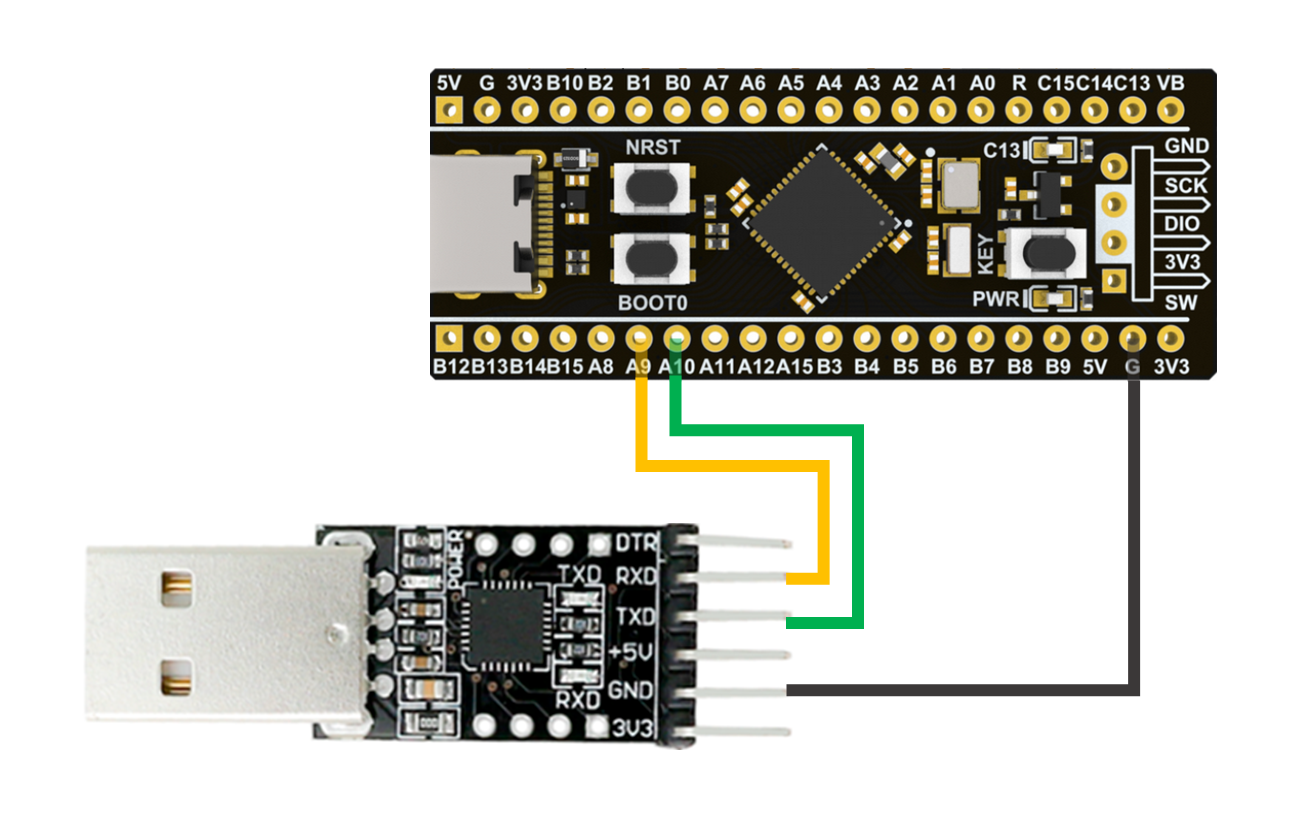 5V G 3V3 B10 B2 B1 B0 A7 A6 A5 A4 A3 A2 A1 A0 R C15 C14 C13 VB
NRST
BOOT0
C13
KEY
PWR
GND
SCK
DIO
3V3
SW
B12 B13 B14 B15 A8 A9 A10 A11 A12 A15 B3 B4 B5 B6 B7 B8 B9 5V G 3V3
POWER
TXD
RXD
DTR
RXD
TXD
+5V
GND
3V3